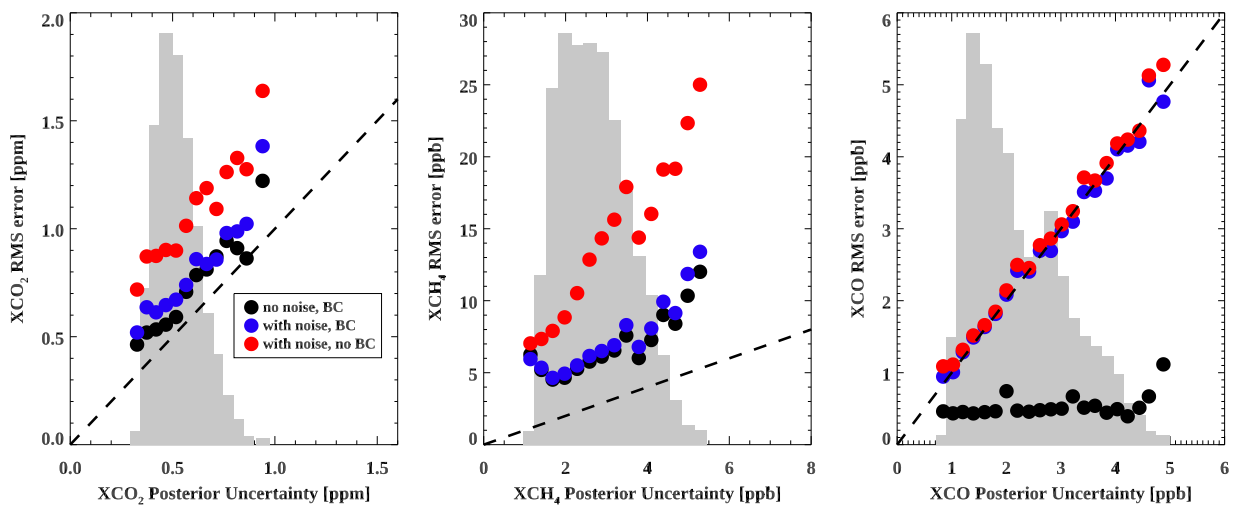 2.0
1.5
1.0
0.5
0.0
XCO₂ RMS error [ppm]
no noise, BC
with noise, BC
with noise, no BC
0.0 0.5 1.0 1.5
XCO₂ Posterior Uncertainty [ppm]
30
25
20
15
10
5
0
XCH₄ RMS error [ppb]
0 2 4 6 8
XCH₄ Posterior Uncertainty [ppb]
6
5
4
3
2
1
0
XCO RMS error [ppb]
0 1 2 3 4 5 6
XCO Posterior Uncertainty [ppb]